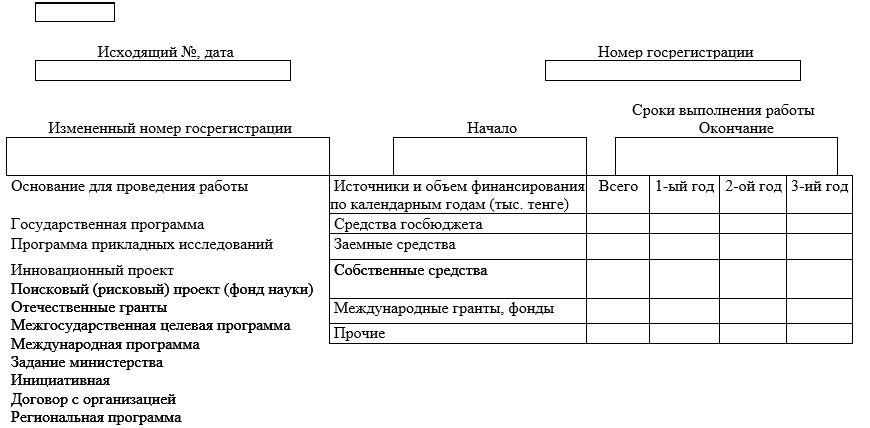 Исходящий №, дата Номер госрегистрации
Сроки выполнения работы
Измененный номер госрегистрации Начало Окончание
Основание для проведения работы Источники и объем финансирования Всего 1-ый год 2-ой год 3-ий год
по календарным годам (тыс. тенге)
Государственная программа Средства госбюджета
Программа прикладных исследований Заемные средства
Инновационный проект Собственные средства
Поисковый (рисковый) проект (фонд науки)
Отечественные гранты Международные гранты, фонды
Межгосударственная целевая программа
Прочие
Международная программа
Задание министерства
Инициативная
Договор с организацией
Региональная программа